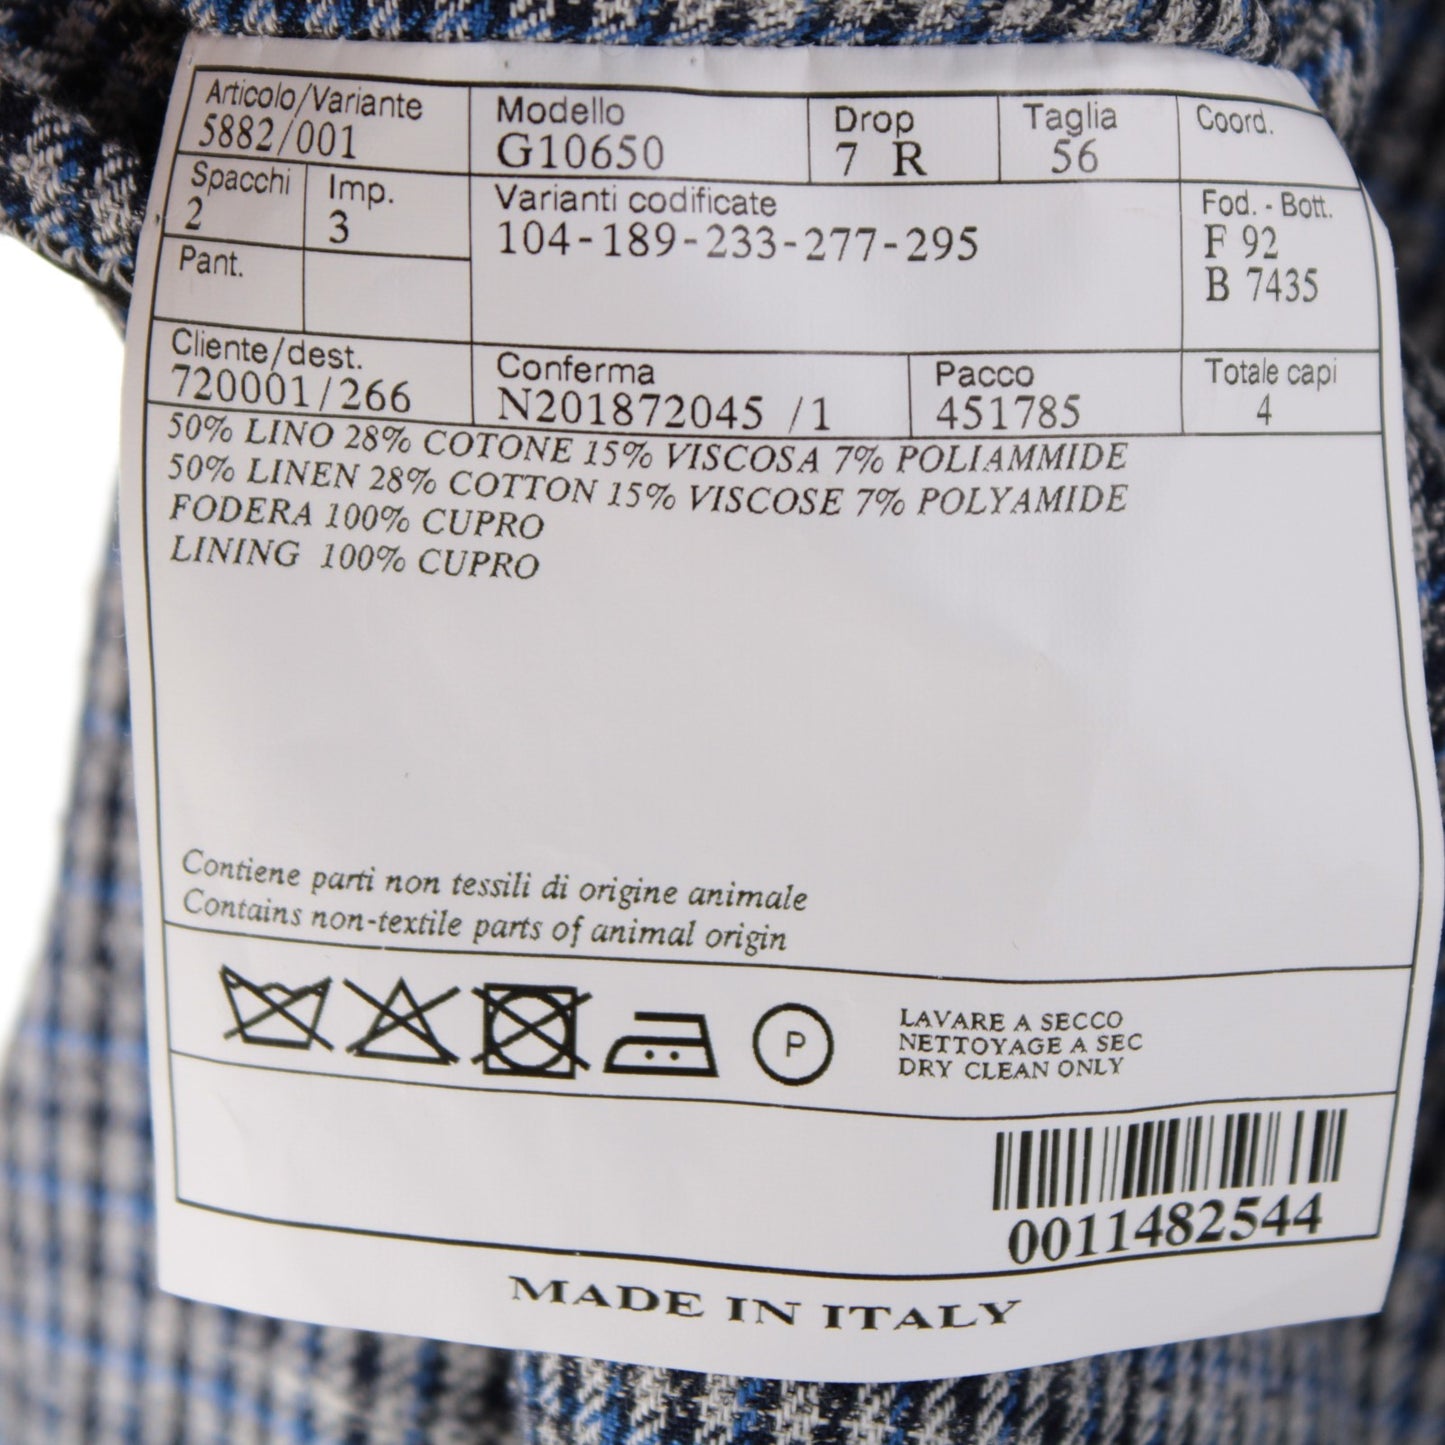 Articolo/Variante
5882/001
Modello
G10650
Drop
7 R
Taglia
56
Coord.
Spacchi
2
Imp.
3
Varianti codificate
104-189-233-277-295
Fod. - Bott.
F 92
B 7435
Pant.
Cliente/dest.
720001/266
Conferma
N201872045 /1
Pacco
451785
Totale capi
4
50% LINO 28% COTONE 15% VISCOSA 7% POLIAMMIDE
50% LINEN 28% COTTON 15% VISCOSE 7% POLYAMIDE
FODERA 100% CUPRO
LINING 100% CUPRO
Contiene parti non tessili di origine animale
Contains non-textile parts of animal origin
P
LAVARE A SECCO
NETTOYAGE A SEC
DRY CLEAN ONLY
0011482544
MADE IN ITALY